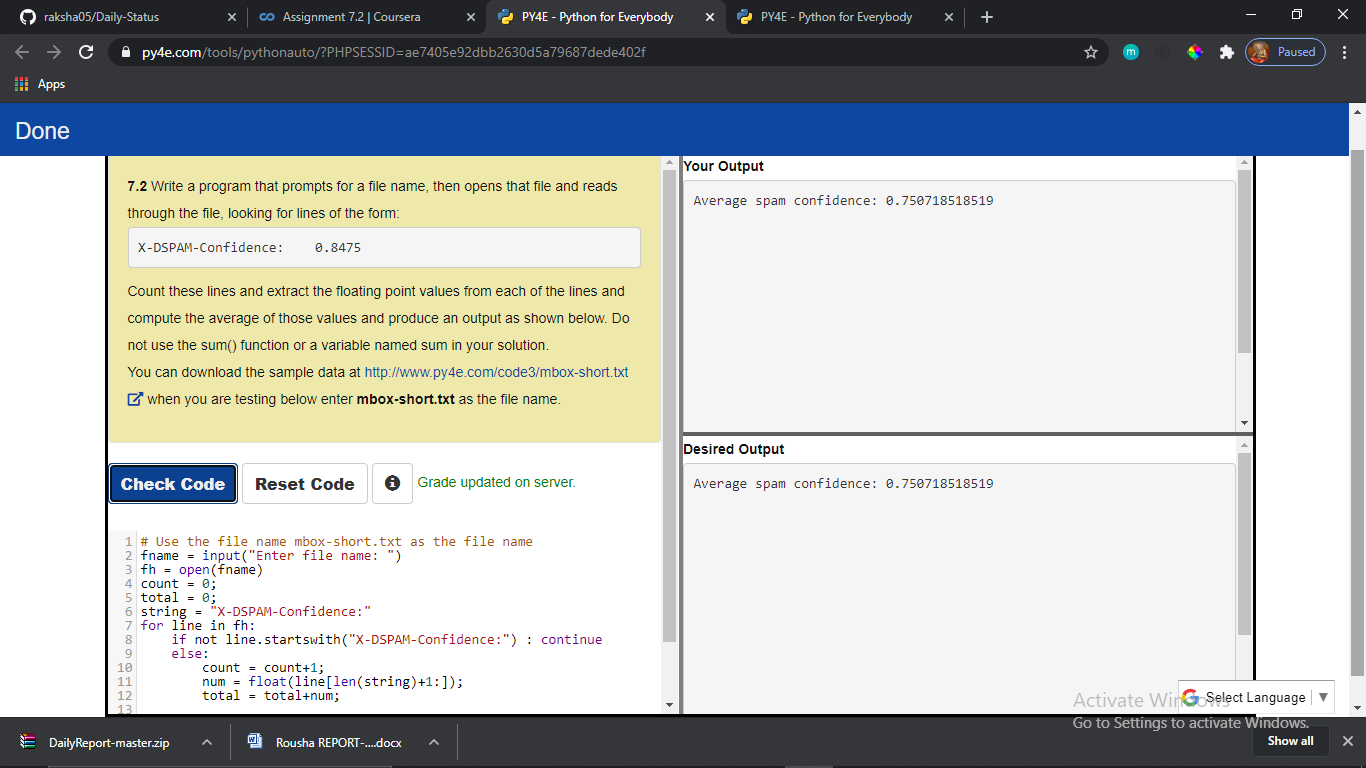 raksha05/Daily-Status
Assignment 7.2 | Coursera
PY4E - Python for Everybody
PY4E - Python for Everybody
py4e.com/tools/pythonauto/?PHPSESSID=ae7405e92dbb2630d5a79687dede402f
m
Paused
Apps
Done
7.2 Write a program that prompts for a file name, then opens that file and reads
through the file, looking for lines of the form:
X-DSPAM-Confidence:    0.8475
Count these lines and extract the floating point values from each of the lines and
compute the average of those values and produce an output as shown below. Do
not use the sum() function or a variable named sum in your solution.
You can download the sample data at http://www.py4e.com/code3/mbox-short.txt
when you are testing below enter mbox-short.txt as the file name.
Check Code
Reset Code
Grade updated on server.
1 # Use the file name mbox-short.txt as the file name
2 fname = input("Enter file name: ")
3 fh = open(fname)
4 count = 0;
5 total = 0;
6 string = "X-DSPAM-Confidence:"
7 for line in fh:
8     if not line.startswith("X-DSPAM-Confidence:") : continue
9     else:
10         count = count+1;
11         num = float(line[len(string)+1:]);
12         total = total+num;
13
Your Output
Average spam confidence: 0.750718518519
Desired Output
Average spam confidence: 0.750718518519
Activate Windows
Go to Settings to activate Windows.
G Select Language
DailyReport-master.zip
Rousha REPORT-....docx
Show all